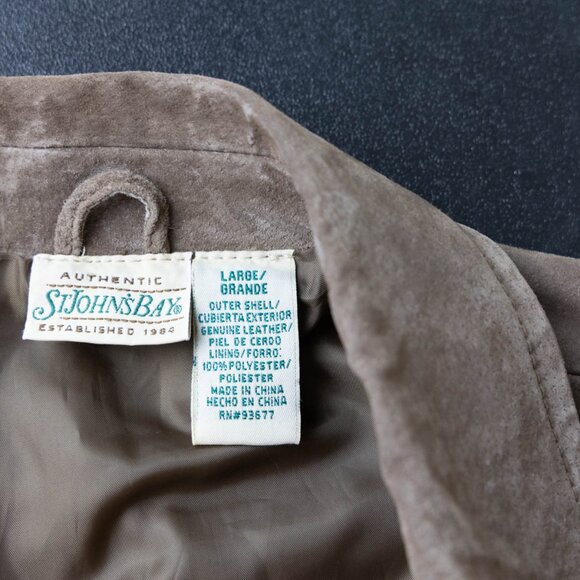 AUTHENTIC
ST.JOHN'S BAY®
ESTABLISHED 1984
LARGE/
GRANDE
OUTER SHELL/
CUBIERTA EXTERIOR
GENUINE LEATHER/
PIEL DE CERDO
LINING/FORRO:
100% POLYESTER/
POLIESTER
MADE IN CHINA
HECHO EN CHINA
RN#93677